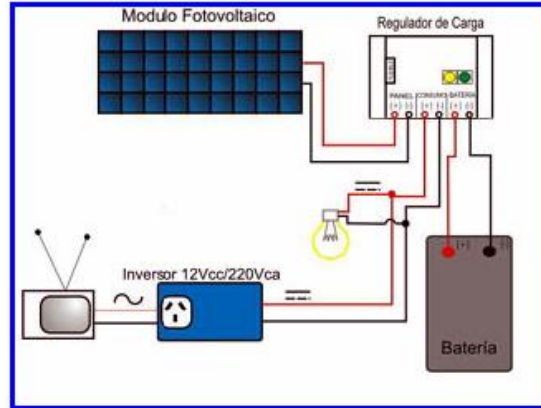 Modulo Fotovoltaico
Regulador de Carga
PANEL CONSUMO BATERIA
(+) (-) (+) (-) (+) (-)
(+) (-)
Inversor 12Vcc/220Vca
Batería